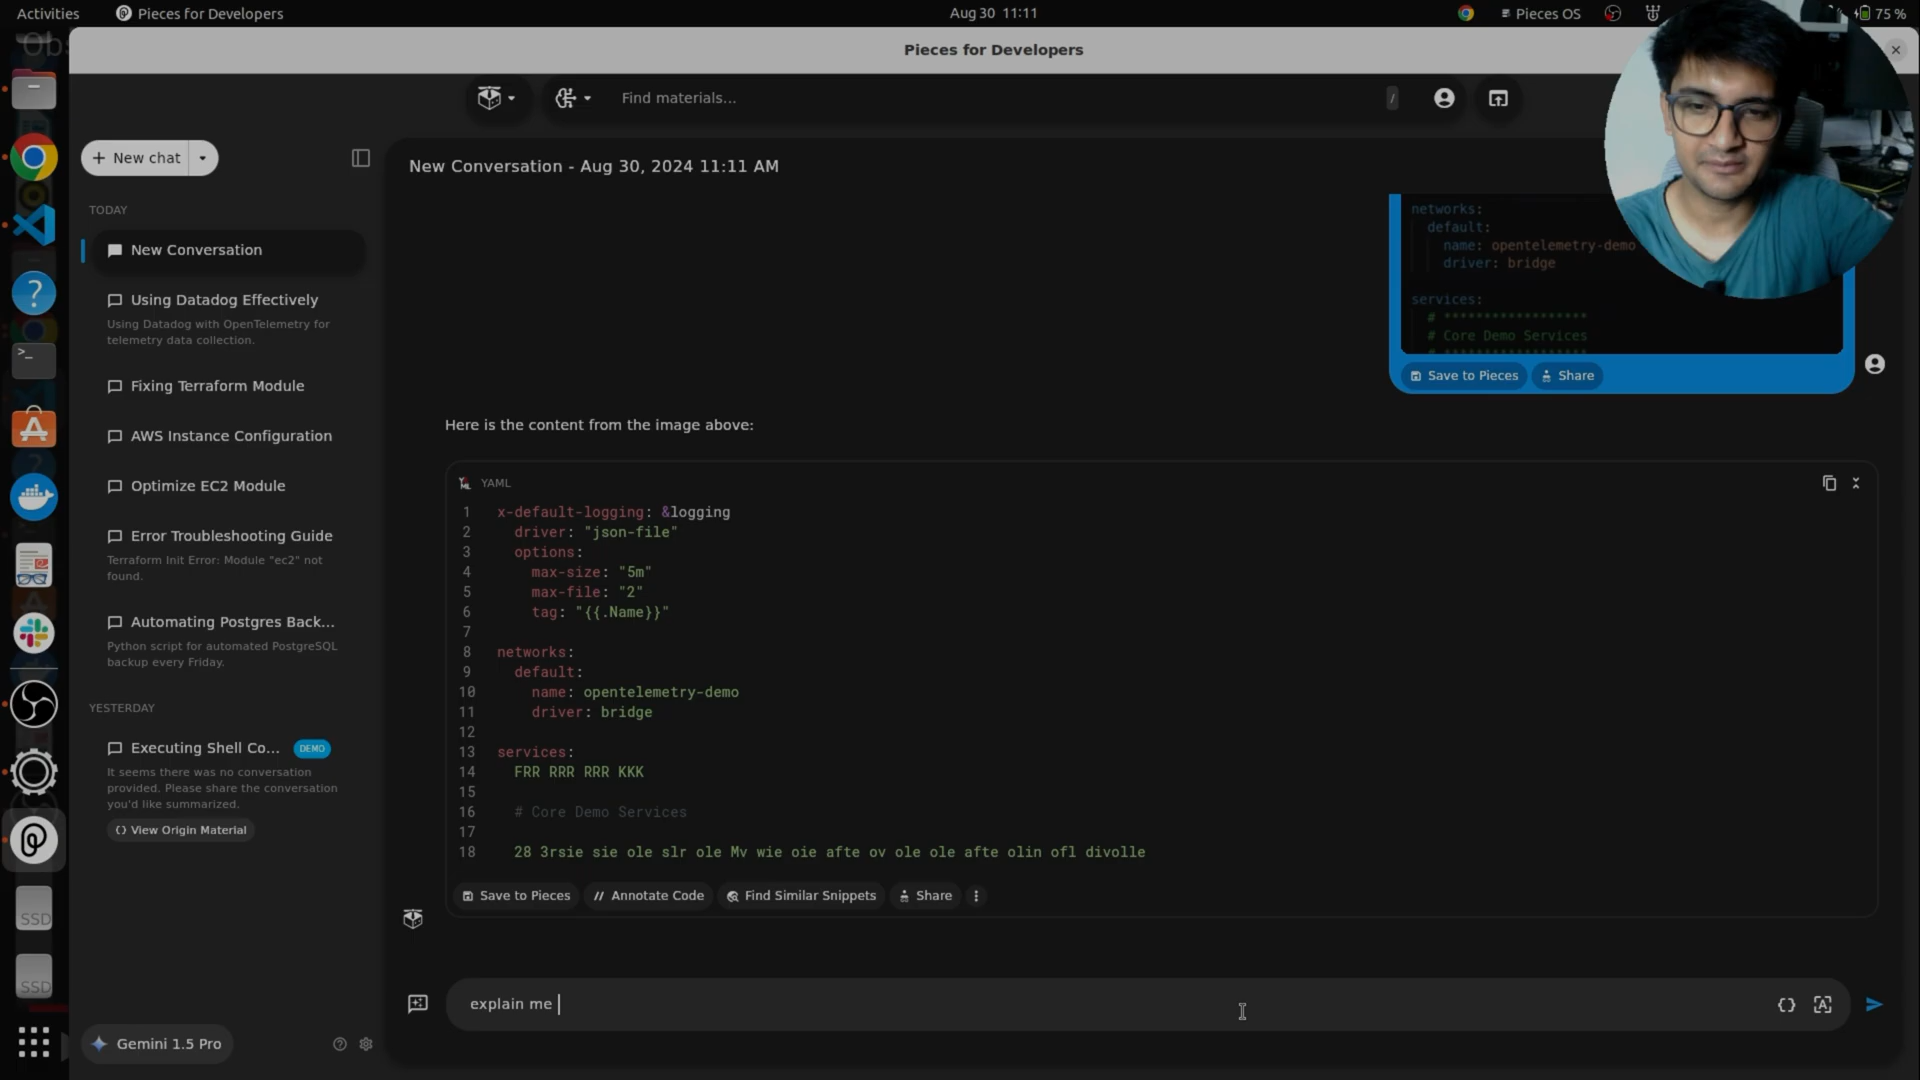 Activities
Pieces for Developers
Aug 30 11:11
Pieces OS
75 %
Pieces for Developers
Find materials...
/
New chat
TODAY
New Conversation
Using Datadog Effectively
Using Datadog with OpenTelemetry for
telemetry data collection.
Fixing Terraform Module
AWS Instance Configuration
Optimize EC2 Module
Error Troubleshooting Guide
Terraform Init Error: Module "ec2" not
found.
Automating Postgres Back...
Python script for automated PostgreSQL
backup every Friday.
YESTERDAY
Executing Shell Co...
DEMO
It seems there was no conversation
provided. Please share the conversation
you'd like summarized.
{} View Origin Material
Gemini 1.5 Pro
New Conversation - Aug 30, 2024 11:11 AM
networks:
default:
name: opentelemetry-demo
driver: bridge
services:
# ******************
# Core Demo Services
# ******************
Save to Pieces
Share
Here is the content from the image above:
YAML
1 x-default-logging: &logging
2 driver: "json-file"
3 options:
4 max-size: "5m"
5 max-file: "2"
6 tag: "{{.Name}}"
7
8 networks:
9 default:
10 name: opentelemetry-demo
11 driver: bridge
12
13 services:
14 FRR RRR RRR KKK
15
16 # Core Demo Services
17
18 28 3rsie sie ole slr ole Mv wie oie afte ov ole ole afte olin ofl divolle
Save to Pieces
// Annotate Code
Find Similar Snippets
Share
explain me
SSD
SSD